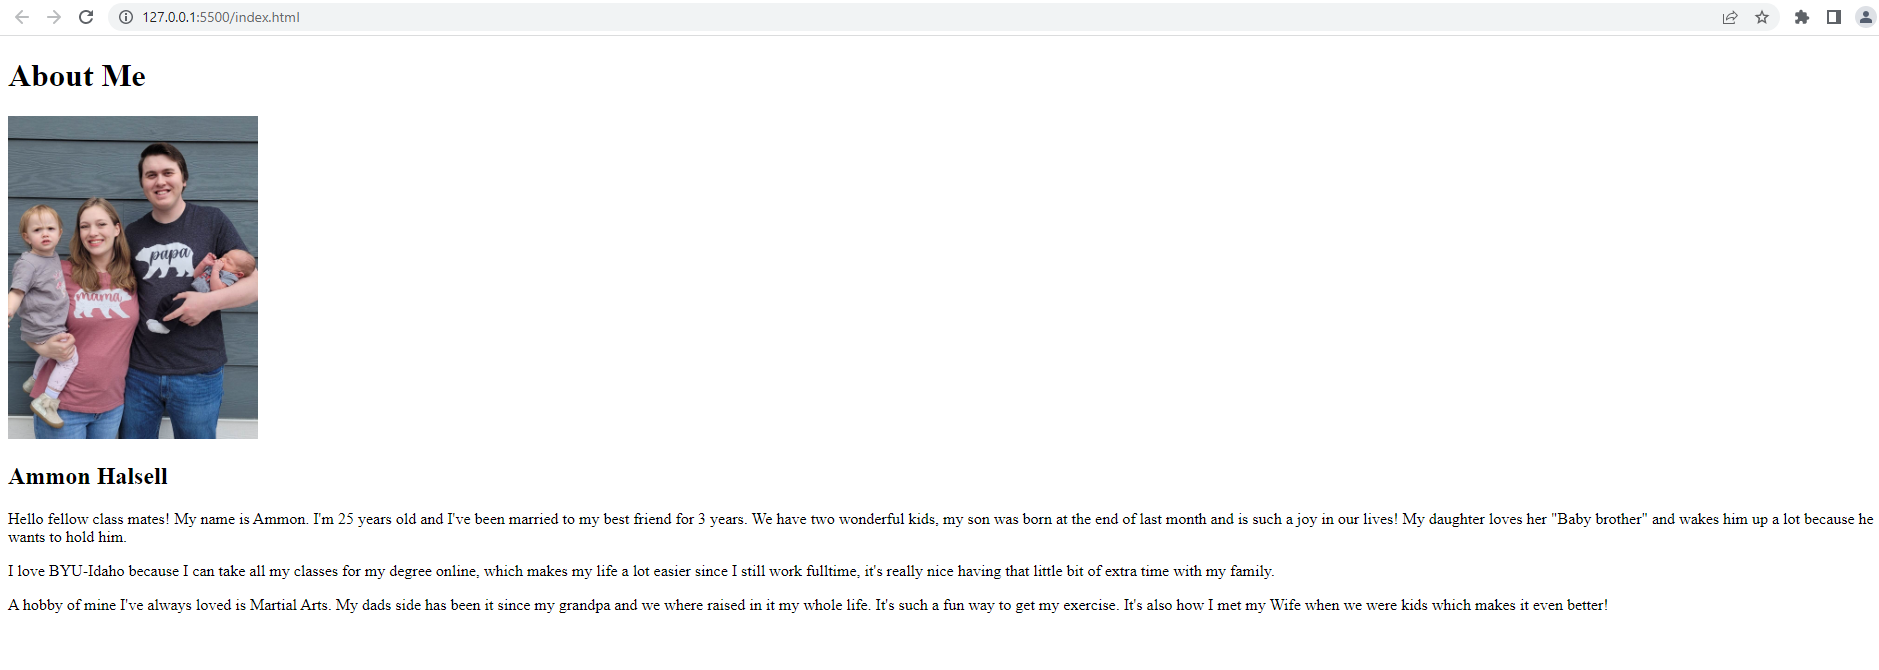 127.0.0.1:5500/index.html
About Me
papa
mama
Ammon Halsell
Hello fellow class mates! My name is Ammon. I'm 25 years old and I've been married to my best friend for 3 years. We have two wonderful kids, my son was born at the end of last month and is such a joy in our lives! My daughter loves her "Baby brother" and wakes him up a lot because he
wants to hold him.
I love BYU-Idaho because I can take all my classes for my degree online, which makes my life a lot easier since I still work fulltime, it's really nice having that little bit of extra time with my family.
A hobby of mine I've always loved is Martial Arts. My dads side has been it since my grandpa and we where raised in it my whole life. It's such a fun way to get my exercise. It's also how I met my Wife when we were kids which makes it even better!